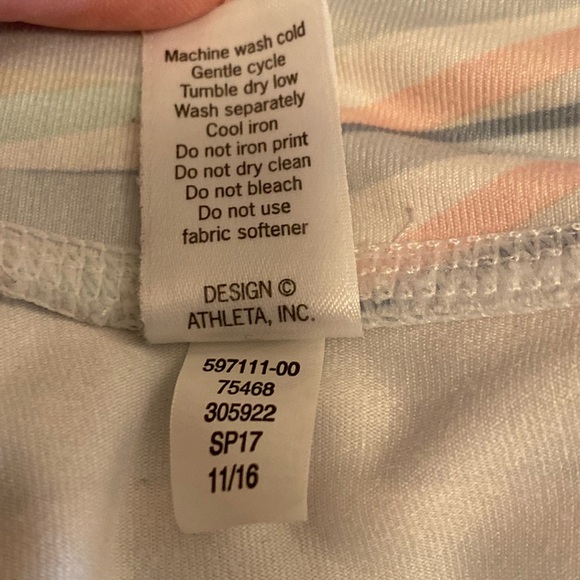 Machine wash cold
Gentle cycle
Tumble dry low
Wash separately
Cool iron
Do not iron print
Do not dry clean
Do not bleach
Do not use
fabric softener
DESIGN ©
ATHLETA, INC.
597111-00
75468
305922
SP17
11/16